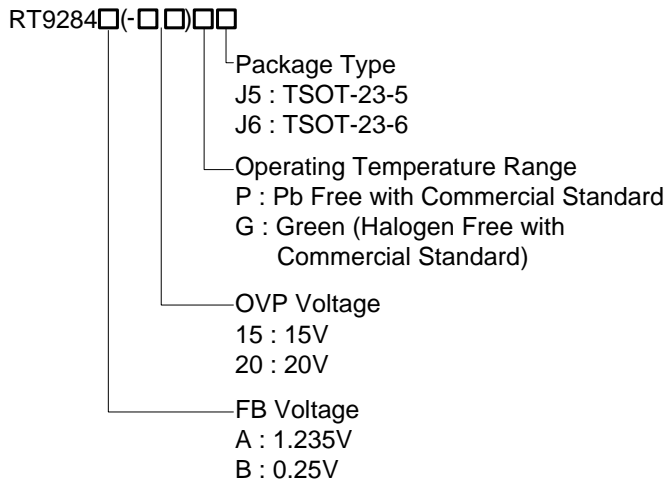 RT9284□(-□□)□□
Package Type
J5 : TSOT-23-5
J6 : TSOT-23-6
Operating Temperature Range
P : Pb Free with Commercial Standard
G : Green (Halogen Free with
Commercial Standard)
OVP Voltage
15 : 15V
20 : 20V
FB Voltage
A : 1.235V
B : 0.25V